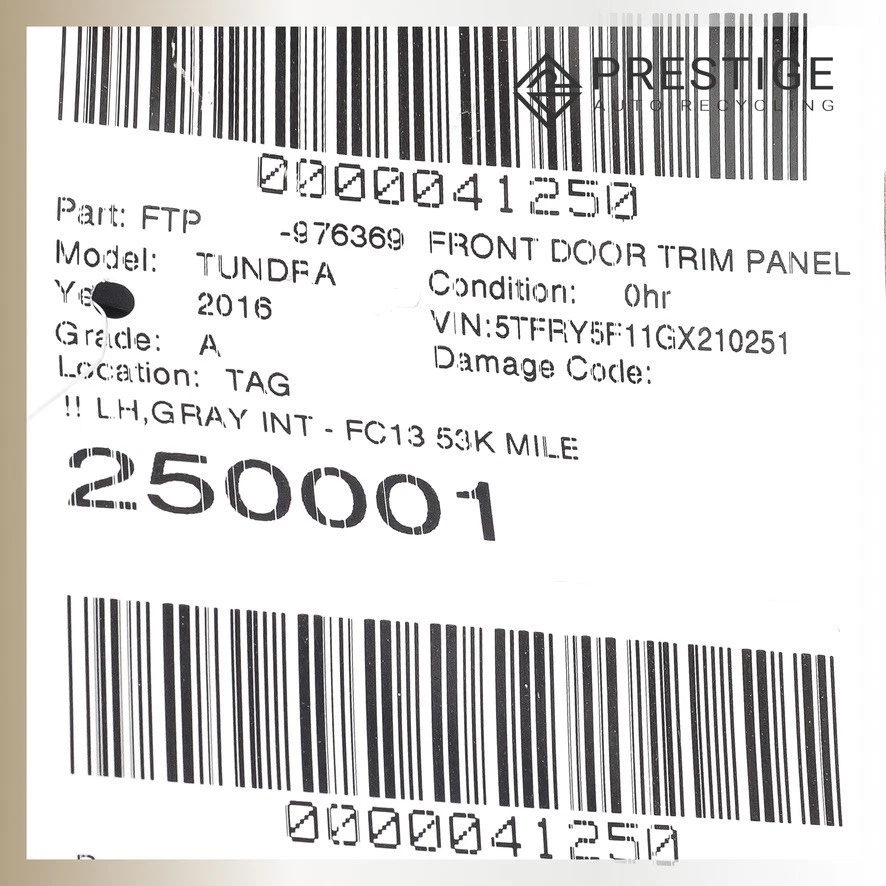 PRESTIGE
AUTO RECYCLING
0000041250
Part: FTP -976369 FRONT DOOR TRIM PANEL
Model: TUNDRA Condition: 0hr
2016 VIN:5TFRY5F11GX210251
Grade: A Damage Code:
Location: TAG
!! LH,GRAY INT - FC13 53K MILE
250001
0000041250